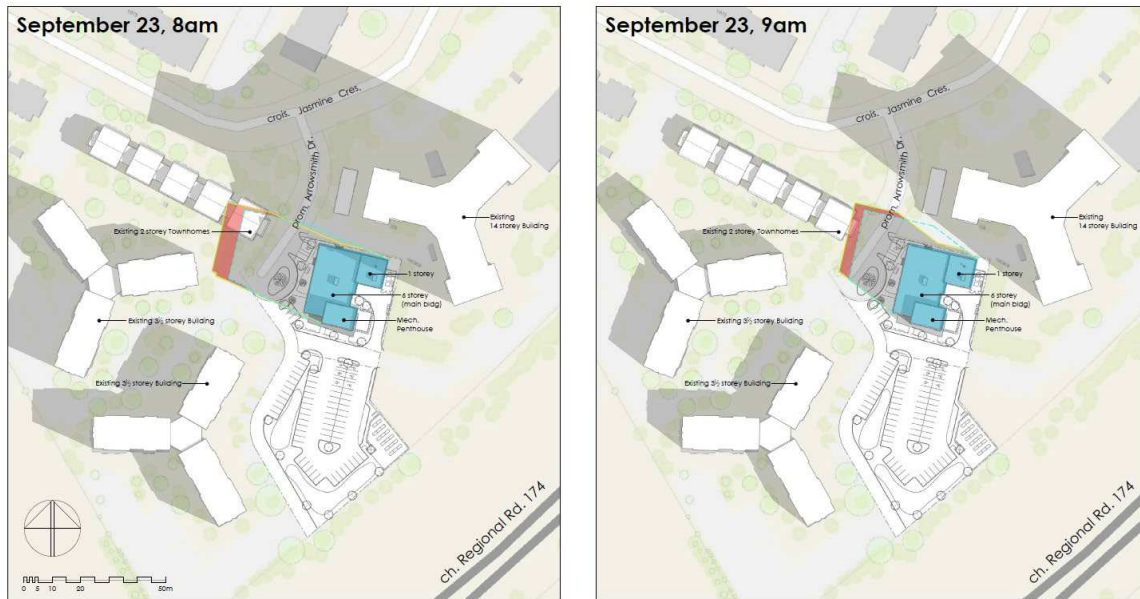 September 23, 8am
crois. Jasmine Cres.
prom. Arrowsmith Dr.
Existing
14 storey Building
Existing 2 storey Townhomes
1 storey
6 storey
(main bldg)
Mech.
Penthouse
Existing 3½ storey Building
Existing 3½ storey Building
ch. Regional Rd. 174
0 5 10 20 50m
September 23, 9am
crois. Jasmine Cres.
prom. Arrowsmith Dr.
Existing
14 storey Building
Existing 2 storey Townhomes
1 storey
6 storey
(main bldg)
Mech.
Penthouse
Existing 3½ storey Building
Existing 3½ storey Building
ch. Regional Rd. 174